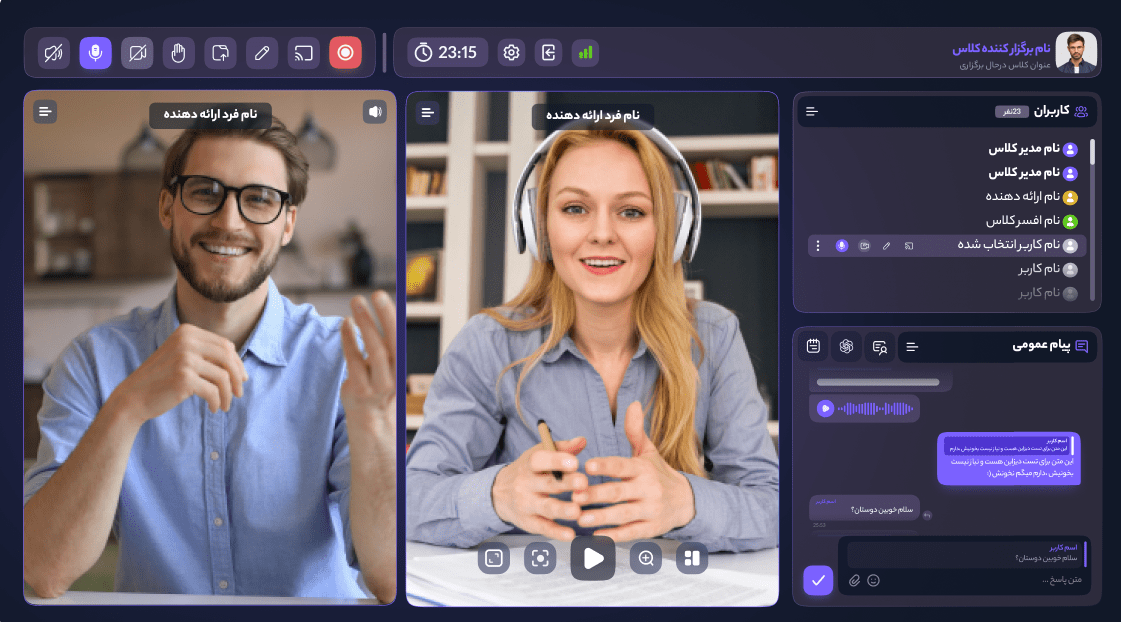 23:15
نام برگزار کننده کلاس
عنوان کلاس درحال برگزاری
نام فرد ارائه دهنده
نام فرد ارائه دهنده
کاربران
23نفر
نام مدیر کلاس
نام مدیر کلاس
نام ارائه دهنده
نام افسر کلاس
نام کاربر انتخاب شده
نام کاربر
نام کاربر
پیام عمومی
اسم کاربر
این متن برای تست دیزاین هست و نیاز نیست بخونیش ،دارم
این متن برای تست دیزاین هست و نیاز نیست
بخونیش ،دارم میگم نخونش (:
اسم کاربر
سلام خوبین دوستان؟
اسم کاربر
سلام خوبین دوستان؟
متن پاسخ ...